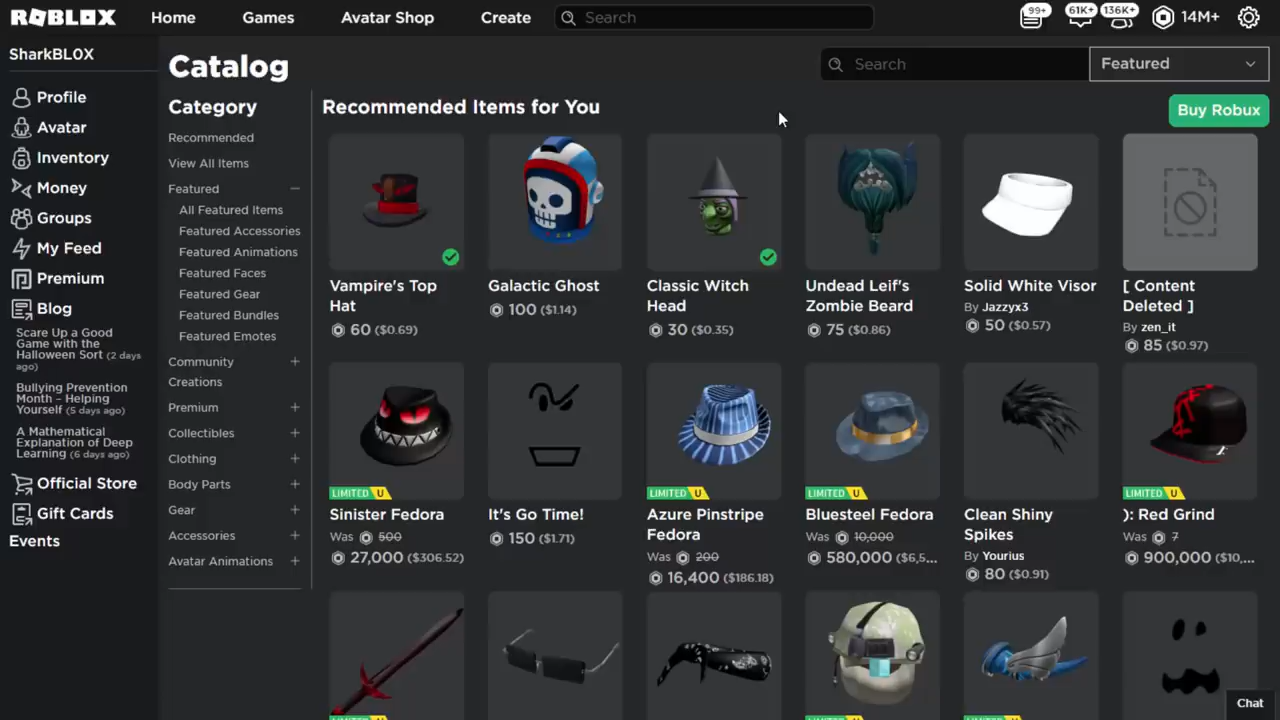 ROBLOX
Home
Games
Avatar Shop
Create
Search
99+
61K+
136K+
14M+
SharkBLOX
Profile
Avatar
Inventory
Money
Groups
My Feed
Premium
Blog
Scare Up a Good
Game with the
Halloween Sort (2 days
ago)
Bullying Prevention
Month – Helping
Yourself (5 days ago)
A Mathematical
Explanation of Deep
Learning (6 days ago)
Official Store
Gift Cards
Events
Catalog
Search
Featured
Category
Recommended
View All Items
Featured
All Featured Items
Featured Accessories
Featured Animations
Featured Faces
Featured Gear
Featured Bundles
Featured Emotes
Community
Creations
Premium
Collectibles
Clothing
Body Parts
Gear
Accessories
Avatar Animations
Recommended Items for You
Buy Robux
Vampire's Top
Hat
60 ($0.69)
Galactic Ghost
100 ($1.14)
Classic Witch
Head
30 ($0.35)
Undead Leif's
Zombie Beard
75 ($0.86)
Solid White Visor
By Jazzyx3
50 ($0.57)
[ Content
Deleted ]
By zen_it
85 ($0.97)
LIMITED U
Sinister Fedora
Was 500
27,000 ($306.52)
It's Go Time!
150 ($1.71)
LIMITED U
Azure Pinstripe
Fedora
Was 200
16,400 ($186.18)
LIMITED U
Bluesteel Fedora
Was 10,000
580,000 ($6,5...
Clean Shiny
Spikes
By Yourius
80 ($0.91)
LIMITED U
): Red Grind
Was 7
900,000 ($10,...
Chat